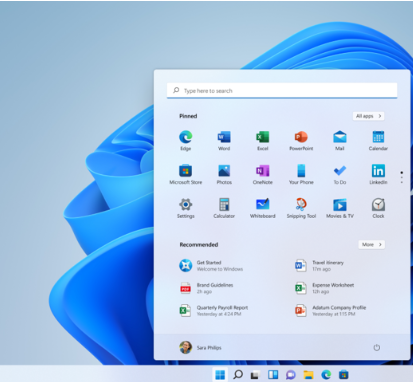 Type here to search
Pinned
All apps >
Edge
Word
Excel
PowerPoint
Mail
Calendar
Microsoft Store
Photos
OneNote
Your Phone
To Do
LinkedIn
Settings
Calculator
Whiteboard
Snipping Tool
Movies & TV
Clock
Recommended
More >
Get Started
Welcome to Windows
Travel Itinerary
17m ago
Brand Guidelines
2h ago
Expense Worksheet
12h ago
Quarterly Payroll Report
Yesterday at 4:24 PM
Adatum Company Profile
Yesterday at 1:15 PM
Sara Philips